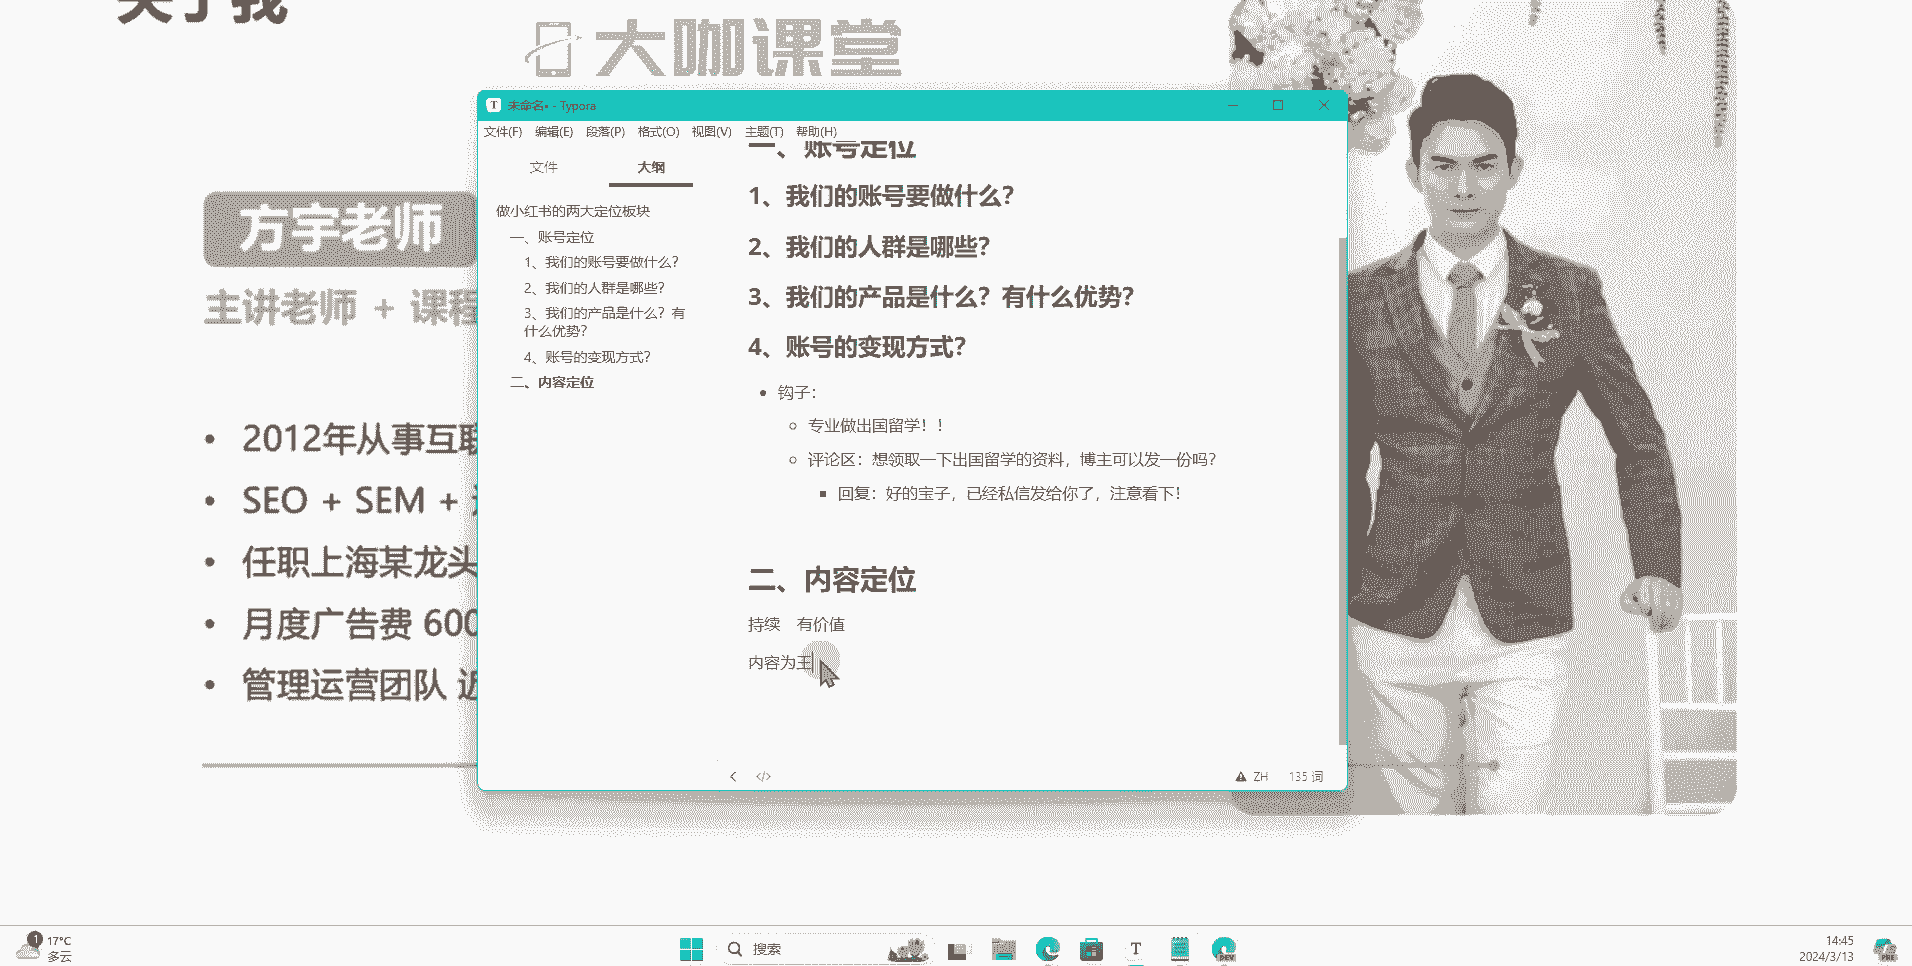 关于我
大咖课堂
方宇老师
主讲老师 + 课程
2012年从事互联
SEO + SEM +
任职上海某龙头
月度广告费 600
管理运营团队 近
未命名• - Typora
文件(F) 编辑(E) 段落(P) 格式(O) 视图(V) 主题(T) 帮助(H)
文件 大纲
做小红书的两大定位板块
一、账号定位
1、我们的账号要做什么？
2、我们的人群是哪些？
3、我们的产品是什么？有
什么优势？
4、账号的变现方式？
二、内容定位
一、账号定位
1、我们的账号要做什么？
2、我们的人群是哪些？
3、我们的产品是什么？有什么优势？
4、账号的变现方式？
钩子：
专业做出国留学！！
评论区：想领取一下出国留学的资料，博主可以发一份吗？
回复：好的宝子，已经私信发给你了，注意看下！
二、内容定位
持续 有价值
内容为王
ZH 135 词
1 17°C
多云
搜索
T
DEV
14:45
2024/3/13
PRE